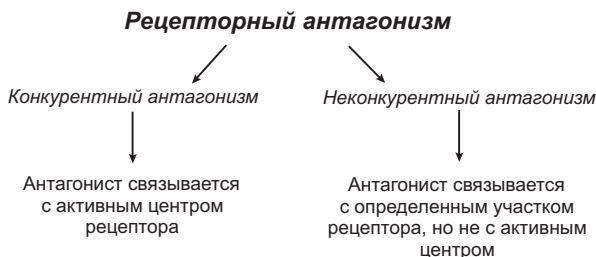 Рецепторный антагонизм
Конкурентный антагонизм
Неконкурентный антагонизм
Антагонист связывается
с активным центром
рецептора
Антагонист связывается
с определенным участком
рецептора, но не с активным
центром